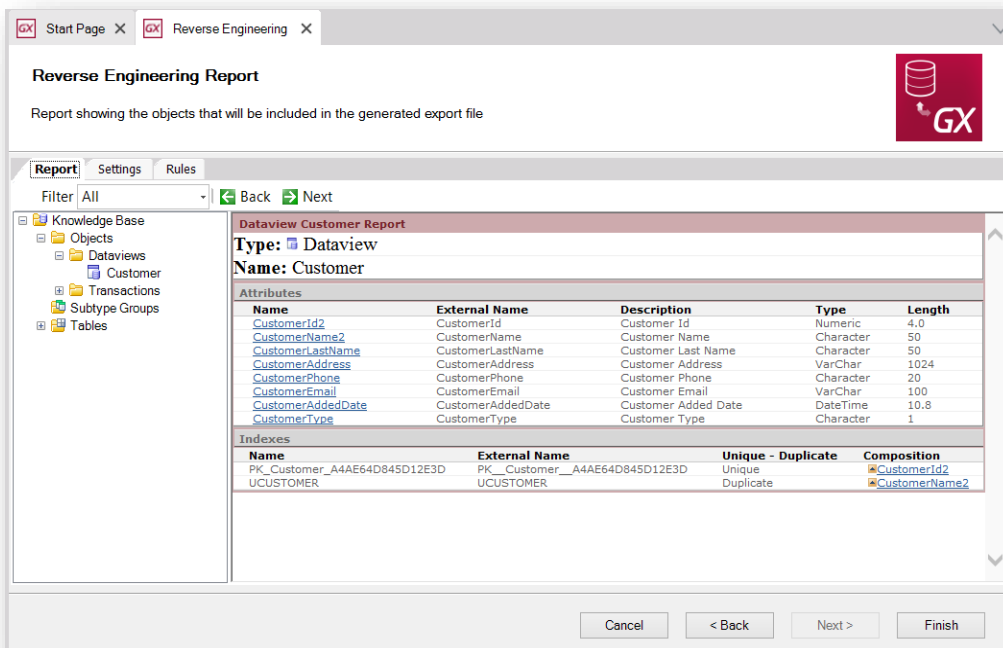 GX Start Page X GX Reverse Engineering X
Reverse Engineering Report
Report showing the objects that will be included in the generated export file
GX
Report Settings Rules
Filter All Back Next
Knowledge Base
Objects
Dataviews
Customer
Transactions
Subtype Groups
Tables
Dataview Customer Report
Type: Dataview
Name: Customer
Attributes
Name External Name Description Type Length
CustomerId2 CustomerId Customer Id Numeric 4.0
CustomerName2 CustomerName Customer Name Character 50
CustomerLastName CustomerLastName Customer Last Name Character 50
CustomerAddress CustomerAddress Customer Address VarChar 1024
CustomerPhone CustomerPhone Customer Phone Character 20
CustomerEmail CustomerEmail Customer Email VarChar 100
CustomerAddedDate CustomerAddedDate Customer Added Date DateTime 10.8
CustomerType CustomerType Customer Type Character 1
Indexes
Name External Name Unique - Duplicate Composition
PK_Customer_A4AE64D845D12E3D PK__Customer__A4AE64D845D12E3D Unique CustomerId2
UCUSTOMER UCUSTOMER Duplicate CustomerName2
Cancel < Back Next > Finish